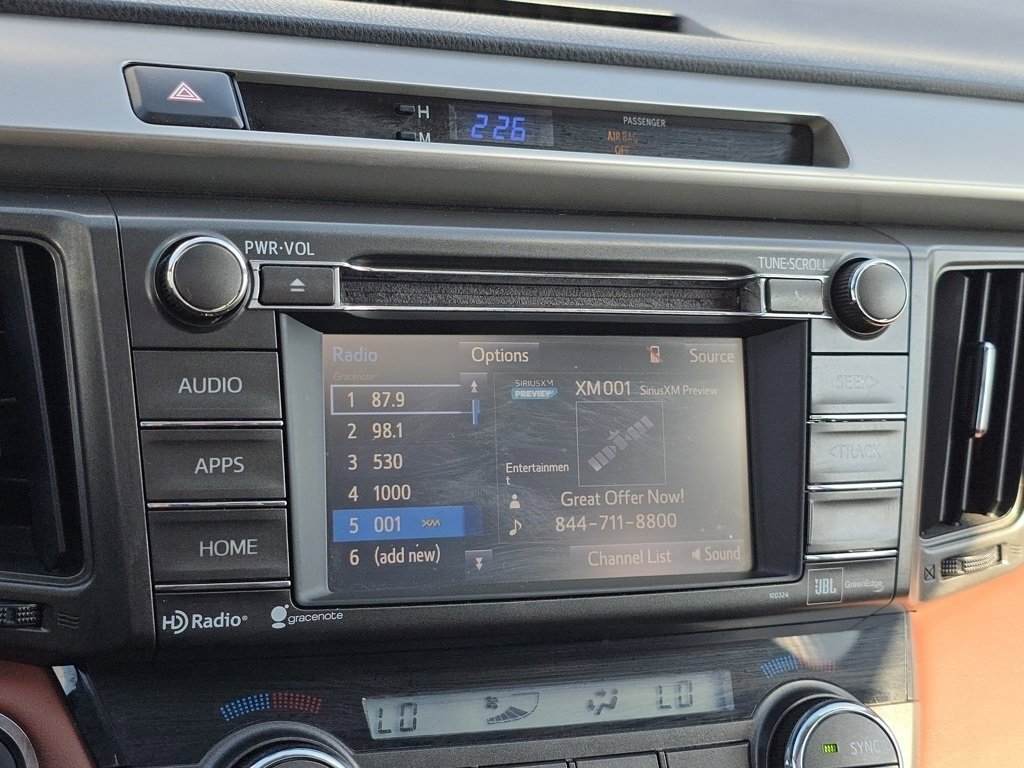 H
M
2:26
PASSENGER
AIR BAG
OFF
PWR·VOL
TUNE·SCROLL
AUDIO
APPS
HOME
SEEK>
<TRACK
Radio
Options
Source
Gracenote®
1 87.9
2 98.1
3 530
4 1000
5 001 XM
6 (add new)
SIRIUSXM
PREVIEW
XM001 SiriusXM Preview
Entertainmen
t
Great Offer Now!
844-711-8800
Channel List
Sound
HD Radio®
gracenote
100324
JBL
GreenEdge
LO
LO
SYNC